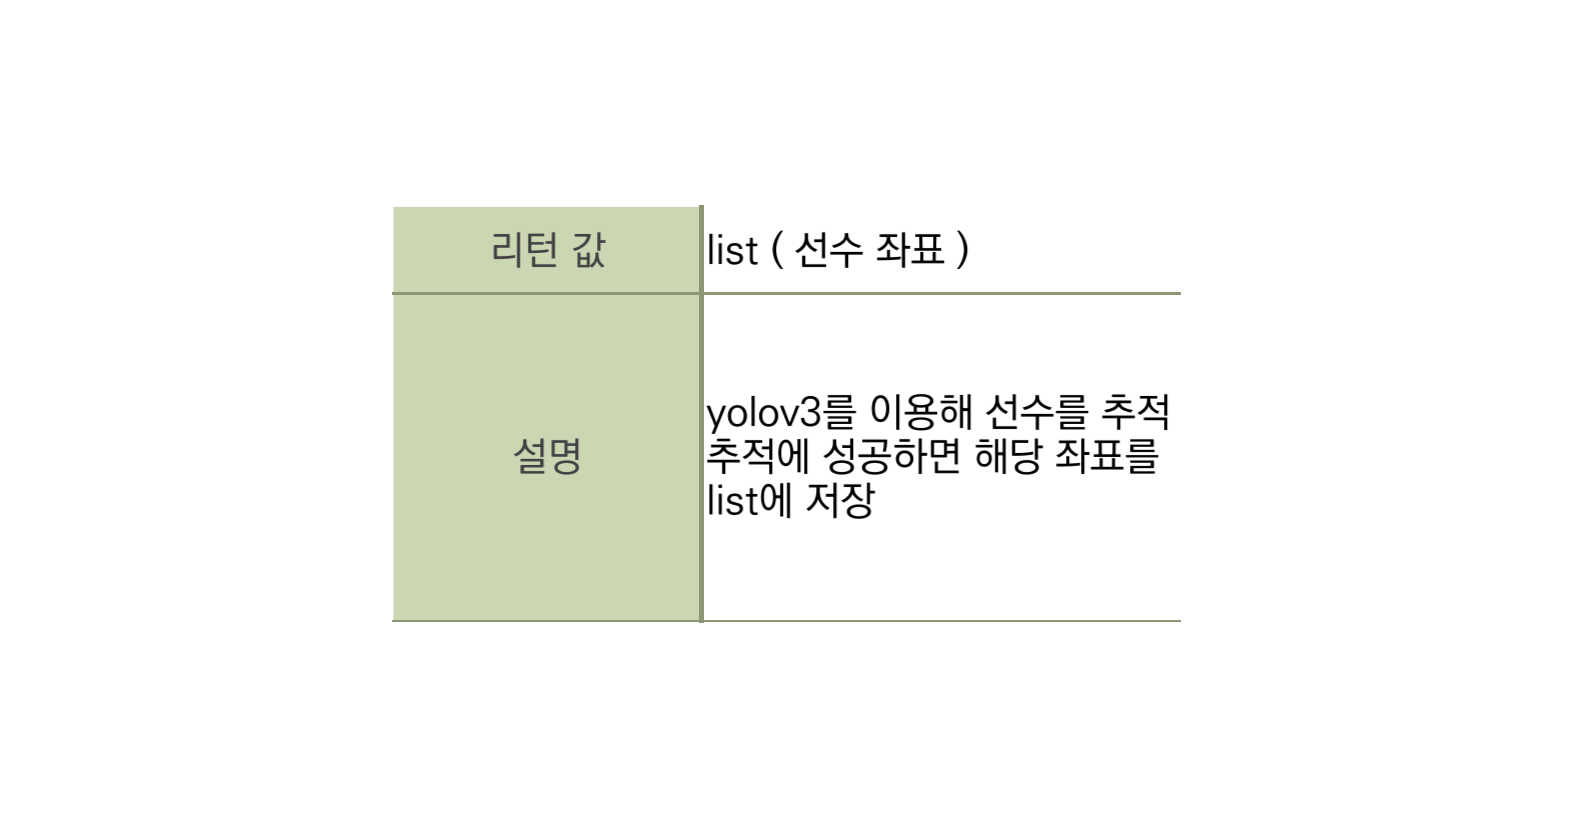 리턴 값
list ( 선수 좌표 )
설명
yolov3를 이용해 선수를 추적
추적에 성공하면 해당 좌표를
list에 저장